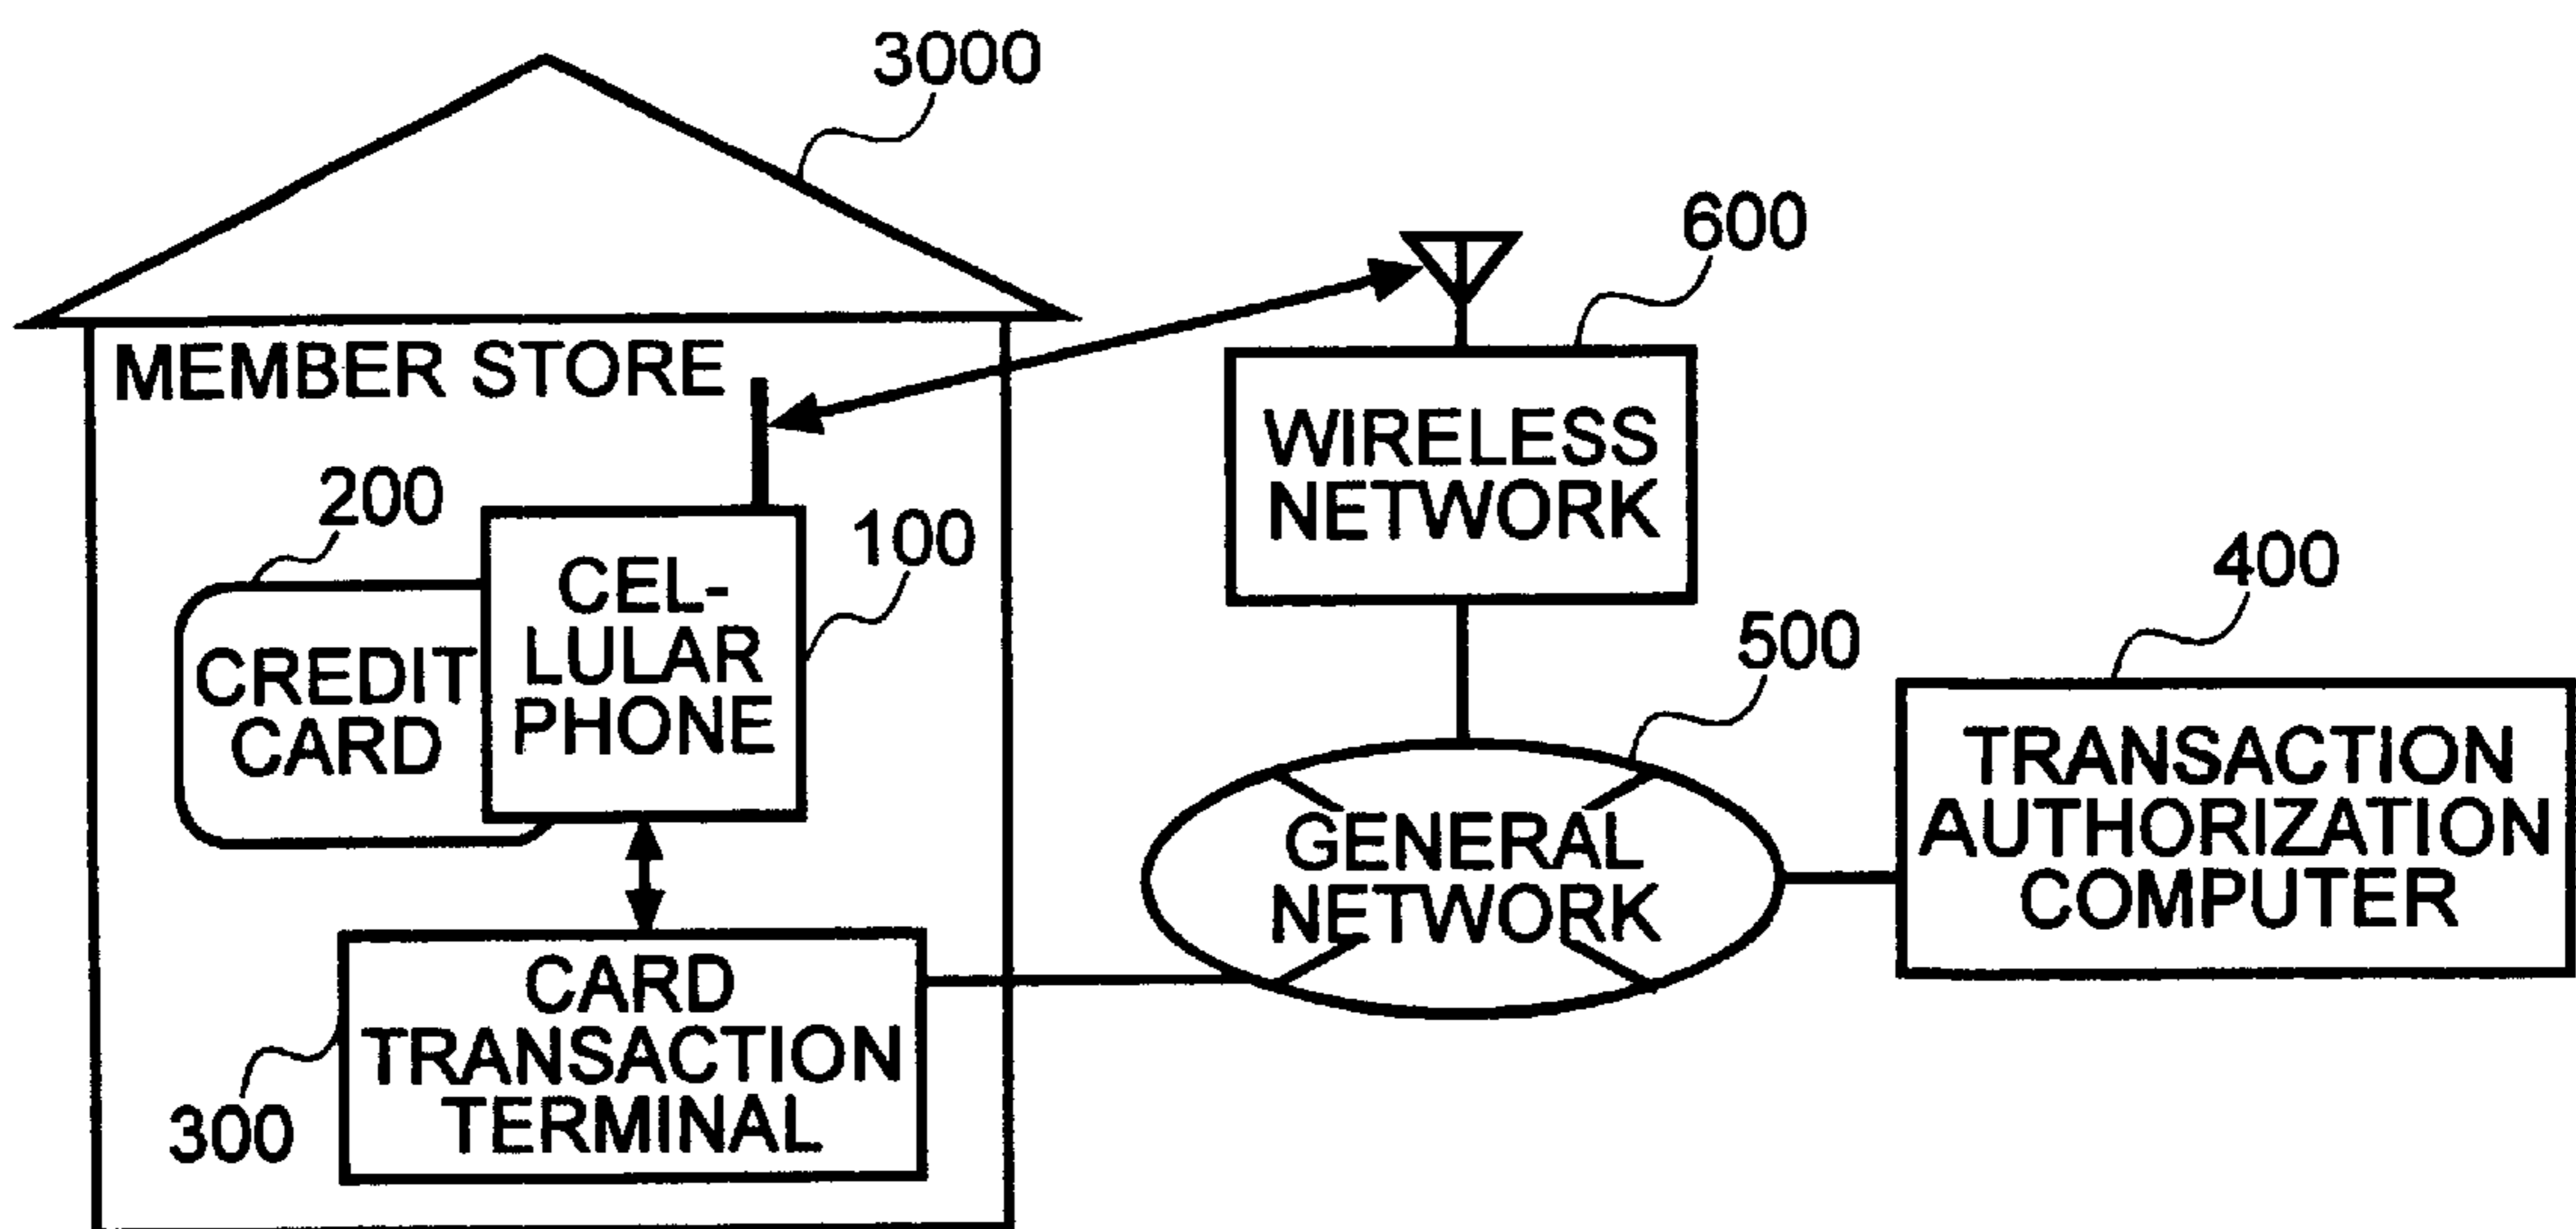 3000
MEMBER STORE
600
WIRELESS
NETWORK
200
100
CEL-
LULAR
PHONE
CREDIT
CARD
400
500
TRANSACTION
AUTHORIZATION
COMPUTER
GENERAL
NETWORK
CARD
TRANSACTION
TERMINAL
300